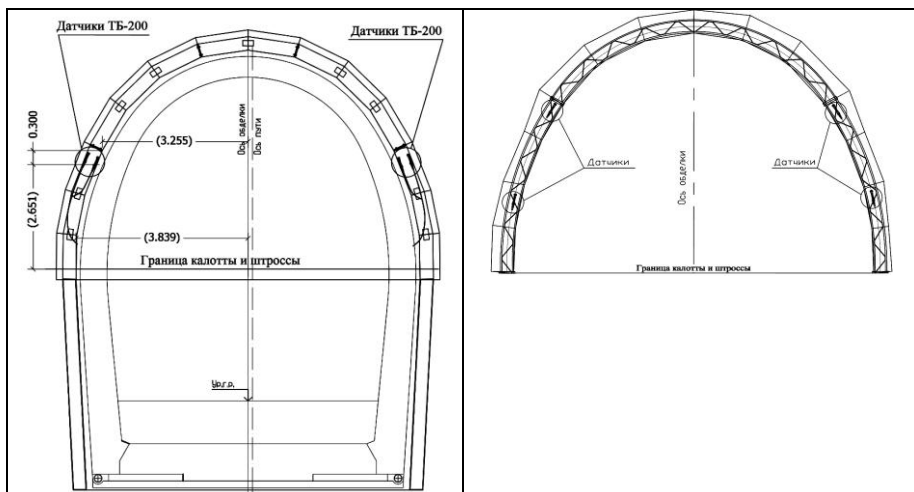 Датчики ТБ-200
Датчики ТБ-200
0.300
(3.255)
Ось обделки
Ось пути
(2.651)
(3.839)
Граница калотты и штроссы
Ур.г.р.
Датчики
Датчики
Ось обделки
Граница калотты и штроссы